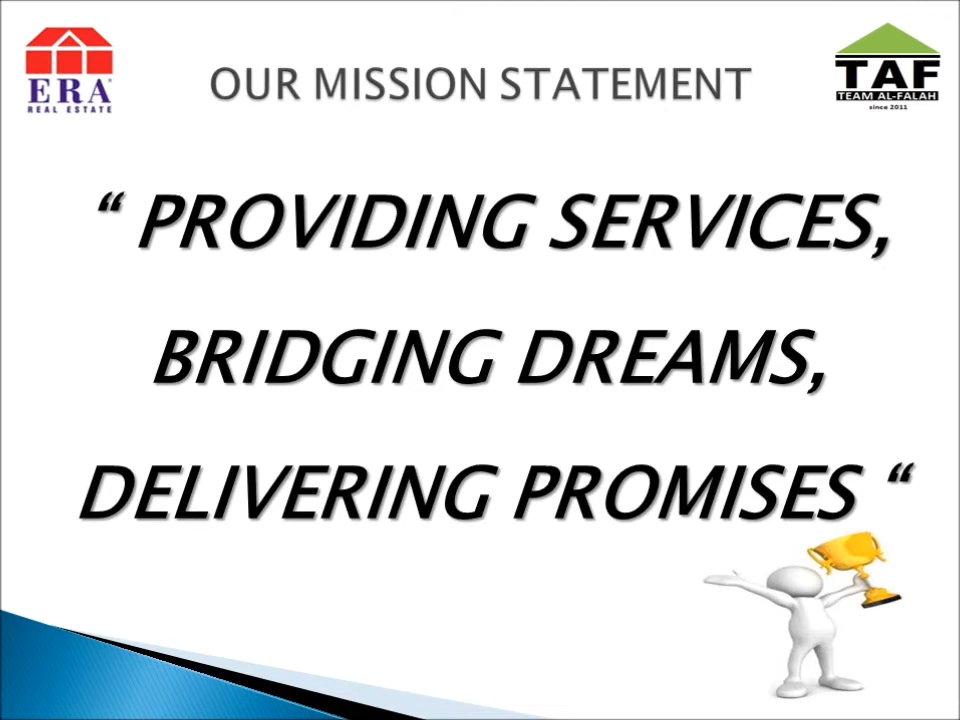 ERA
REAL ESTATE
OUR MISSION STATEMENT
TAF
TEAM AL-FALAH
since 2011
“ PROVIDING SERVICES,
BRIDGING DREAMS,
DELIVERING PROMISES “